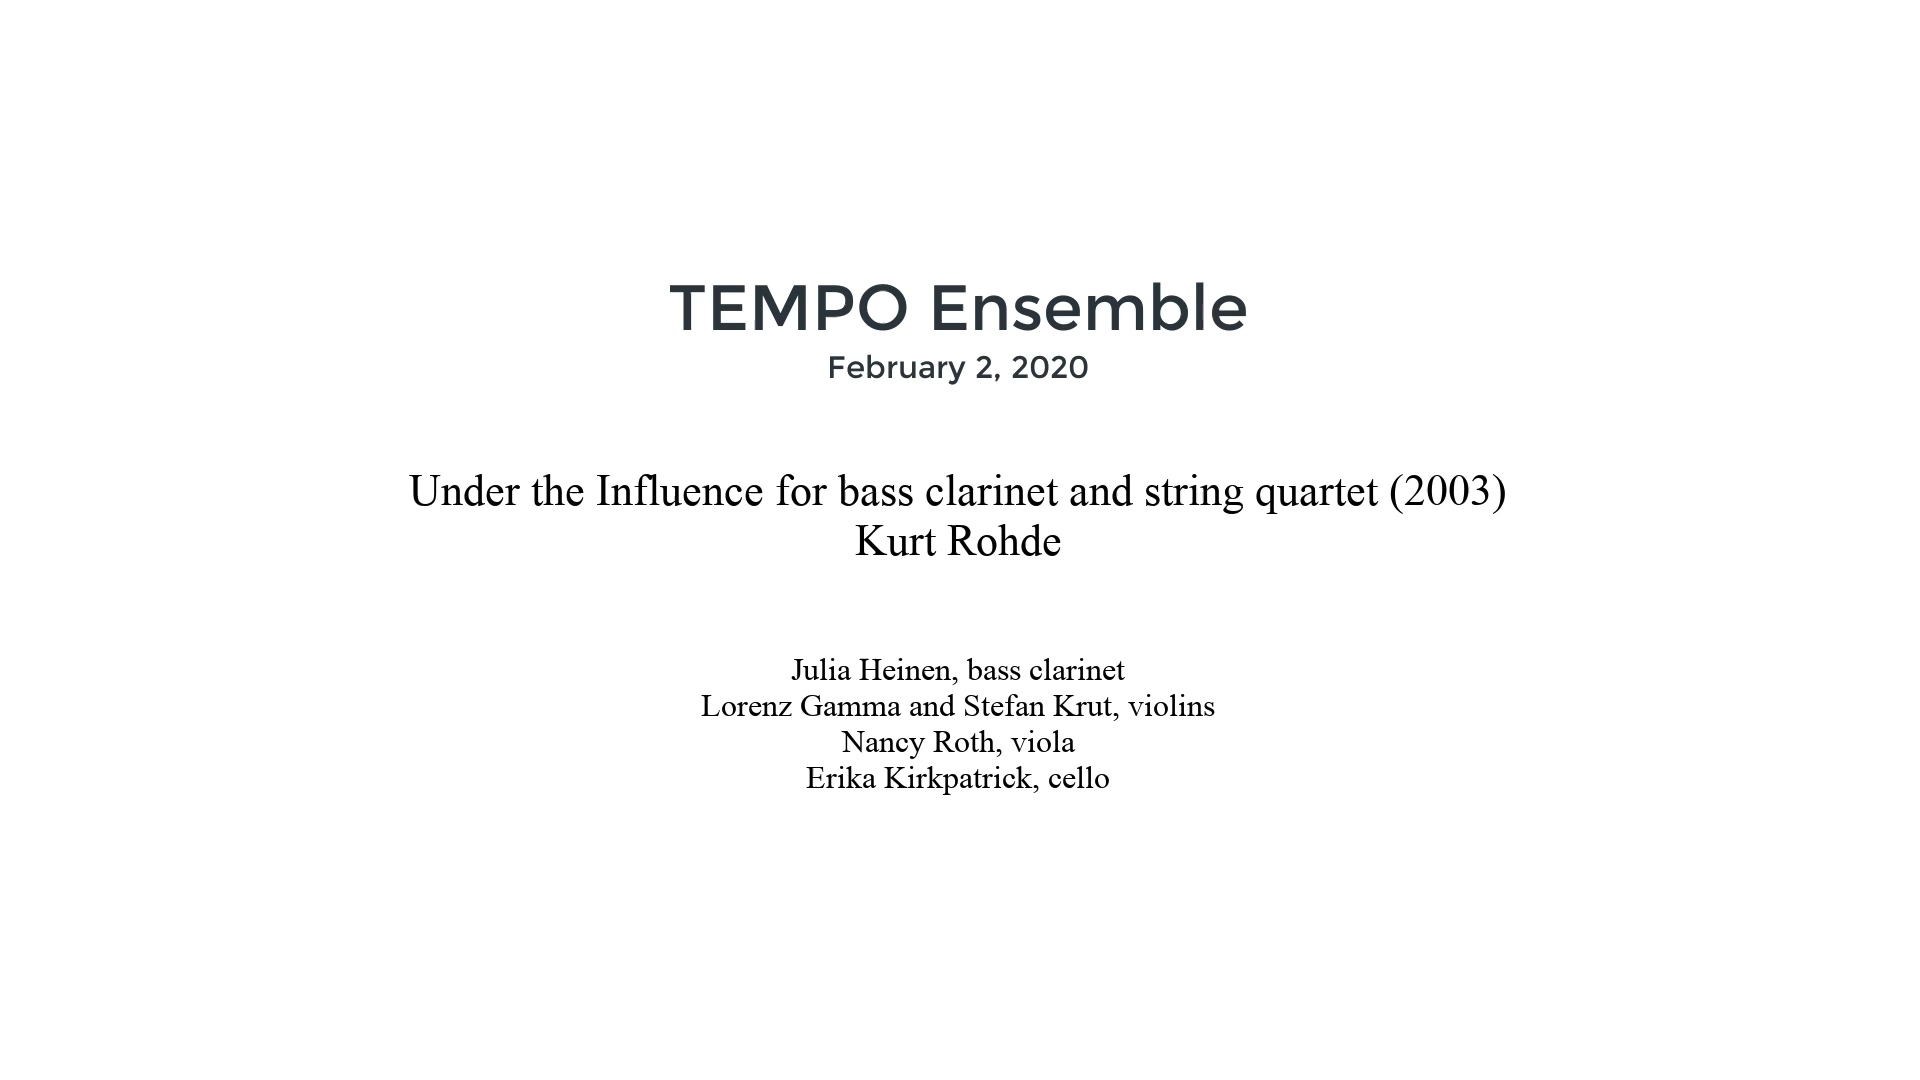 TEMPO Ensemble
February 2, 2020
Under the Influence for bass clarinet and string quartet (2003)
Kurt Rohde
Julia Heinen, bass clarinet
Lorenz Gamma and Stefan Krut, violins
Nancy Roth, viola
Erika Kirkpatrick, cello